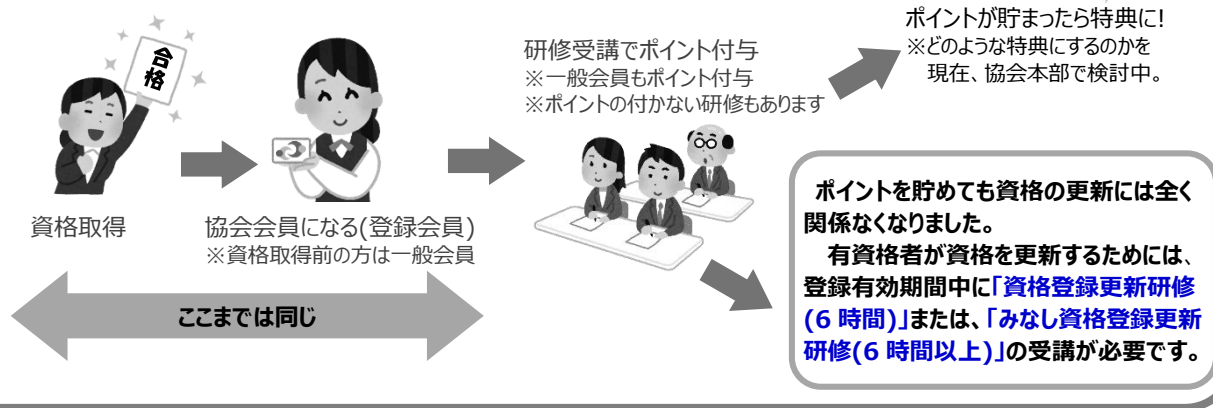 合格
資格取得
協会会員になる(登録会員)
※資格取得前の方は一般会員
ここまでは同じ
研修受講でポイント付与
※一般会員もポイント付与
※ポイントの付かない研修もあります
ポイントが貯まったら特典に!
※どのような特典にするのかを
現在、協会本部で検討中。
ポイントを貯めても資格の更新には全く
関係なくなりました。
有資格者が資格を更新するためには、
登録有効期間中に「資格登録更新研修
(6 時間)」または、「みなし資格登録更新
研修(6 時間以上)」の受講が必要です。